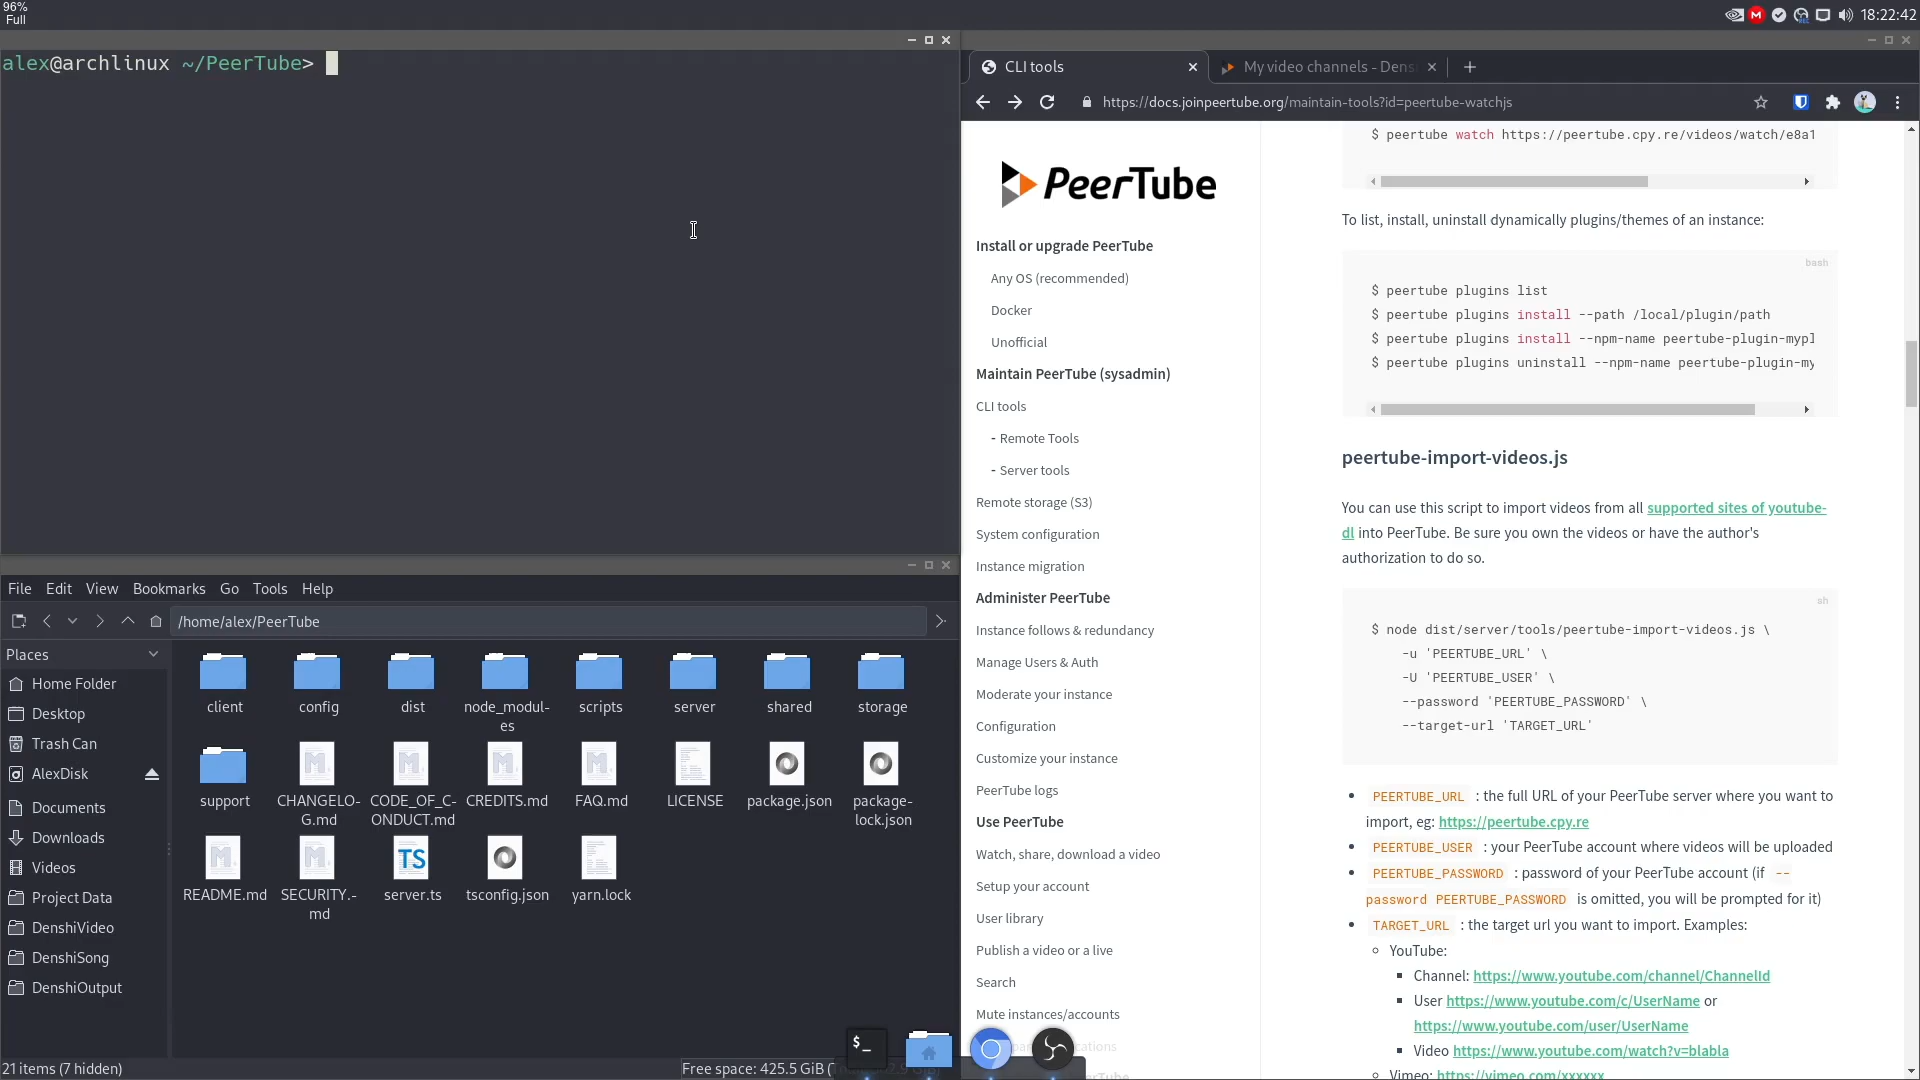 96%
Full
18:22:42
alex@archlinux ~/PeerTube>
CLI tools
My video channels - Dens
https://docs.joinpeertube.org/maintain-tools?id=peertube-watchjs
PeerTube
Install or upgrade PeerTube
Any OS (recommended)
Docker
Unofficial
Maintain PeerTube (sysadmin)
CLI tools
- Remote Tools
- Server tools
Remote storage (S3)
System configuration
Instance migration
Administer PeerTube
Instance follows & redundancy
Manage Users & Auth
Moderate your instance
Configuration
Customize your instance
PeerTube logs
Use PeerTube
Watch, share, download a video
Setup your account
User library
Publish a video or a live
Search
Mute instances/accounts
$ peertube watch https://peertube.cpy.re/videos/watch/e8a1
To list, install, uninstall dynamically plugins/themes of an instance:
bash
$ peertube plugins list
$ peertube plugins install --path /local/plugin/path
$ peertube plugins install --npm-name peertube-plugin-mypl
$ peertube plugins uninstall --npm-name peertube-plugin-my
peertube-import-videos.js
You can use this script to import videos from all supported sites of youtube-
dl into PeerTube. Be sure you own the videos or have the author's
authorization to do so.
sh
$ node dist/server/tools/peertube-import-videos.js \
-u 'PEERTUBE_URL' \
-U 'PEERTUBE_USER' \
--password 'PEERTUBE_PASSWORD' \
--target-url 'TARGET_URL'
PEERTUBE_URL : the full URL of your PeerTube server where you want to
import, eg: https://peertube.cpy.re
PEERTUBE_USER : your PeerTube account where videos will be uploaded
PEERTUBE_PASSWORD : password of your PeerTube account (if --
password PEERTUBE_PASSWORD is omitted, you will be prompted for it)
TARGET_URL : the target url you want to import. Examples:
YouTube:
Channel: https://www.youtube.com/channel/ChannelId
User https://www.youtube.com/c/UserName or
https://www.youtube.com/user/UserName
Video https://www.youtube.com/watch?v=blabla
Vimeo: https://vimeo.com/xxxxxx
File Edit View Bookmarks Go Tools Help
/home/alex/PeerTube
Places
Home Folder
Desktop
Trash Can
AlexDisk
Documents
Downloads
Videos
Project Data
DenshiVideo
DenshiSong
DenshiOutput
client config dist node_modul-
es scripts server shared storage
support CHANGELO-
G.md CODE_OF_C-
ONDUCT.md CREDITS.md FAQ.md LICENSE package.json package-
lock.json
README.md SECURITY.-
md server.ts tsconfig.json yarn.lock
TS
21 items (7 hidden)
Free space: 425.5 GiB
$_